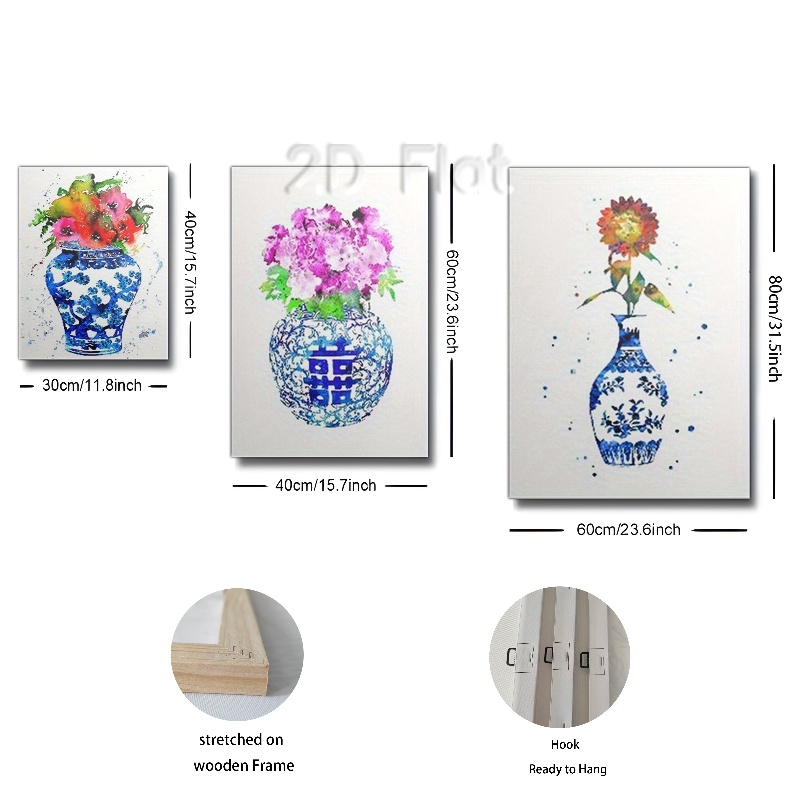 2D Flat
40cm/15.7inch
30cm/11.8inch
60cm/23.6inch
40cm/15.7inch
80cm/31.5inch
60cm/23.6inch
囍
stretched on
wooden Frame
Hook
Ready to Hang